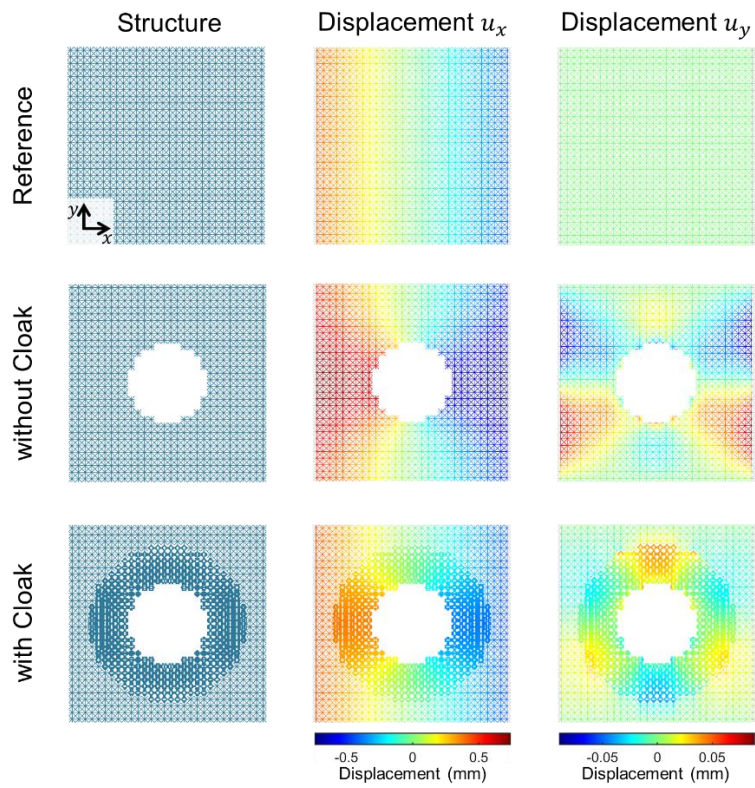 Structure
Displacement uₓ
Displacement u_y
Reference
y
x
without Cloak
with Cloak
-0.5 0 0.5
Displacement (mm)
-0.05 0 0.05
Displacement (mm)